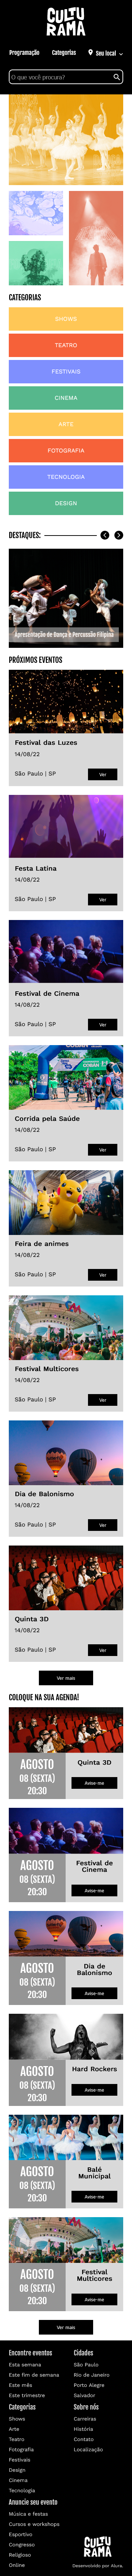 CULTU
RAMA
Programação
Categorias
Seu local
O que você procura?
CATEGORIAS
SHOWS
TEATRO
FESTIVAIS
CINEMA
ARTE
FOTOGRAFIA
TECNOLOGIA
DESIGN
DESTAQUES:
Apresentação de Dança e Percussão Filipina
PRÓXIMOS EVENTOS
Festival das Luzes
14/08/22
São Paulo | SP
Ver
Festa Latina
14/08/22
São Paulo | SP
Ver
Festival de Cinema
14/08/22
São Paulo | SP
Ver
Corrida pela Saúde
14/08/22
São Paulo | SP
Ver
Feira de animes
14/08/22
São Paulo | SP
Ver
Festival Multicores
14/08/22
São Paulo | SP
Ver
Dia de Balonismo
14/08/22
São Paulo | SP
Ver
Quinta 3D
14/08/22
São Paulo | SP
Ver
Ver mais
COLOQUE NA SUA AGENDA!
AGOSTO
08 (SEXTA)
20:30
Quinta 3D
Avise-me
AGOSTO
08 (SEXTA)
20:30
Festival de
Cinema
Avise-me
AGOSTO
08 (SEXTA)
20:30
Dia de
Balonismo
Avise-me
AGOSTO
08 (SEXTA)
20:30
Hard Rockers
Avise-me
AGOSTO
08 (SEXTA)
20:30
Balé
Municipal
Avise-me
AGOSTO
08 (SEXTA)
20:30
Festival
Multicores
Avise-me
Ver mais
Encontre eventos
Esta semana
Este fim de semana
Este mês
Este trimestre
Cidades
São Paulo
Rio de Janeiro
Porto Alegre
Salvador
Categorias
Shows
Arte
Teatro
Fotografia
Festivais
Design
Cinema
Tecnologia
Sobre nós
Carreiras
História
Contato
Localização
Anuncie seu evento
Música e festas
Cursos e workshops
Esportivo
Congresso
Religioso
Online
CULTU
RAMA
Desenvolvido por Alura.